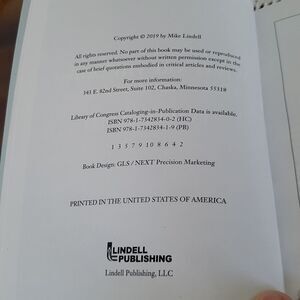 Copyright © 2019 by Mike Lindell
All rights reserved. No part of this book may be used or reproduced
in any manner whatsoever without written permission except in the
case of brief quotations embodied in critical articles and reviews.
For more information:
341 E. 82nd Street, Suite 102, Chaska, Minnesota 55318
Library of Congress Cataloging-in-Publication Data is available.
ISBN 978-1-7342834-0-2 (HC)
ISBN 978-1-7342834-1-9 (PB)
1 3 5 7 9 10 8 6 4 2
Book Design: GLS / NEXT Precision Marketing
PRINTED IN THE UNITED STATES OF AMERICA
LINDELL
PUBLISHING
Lindell Publishing, LLC